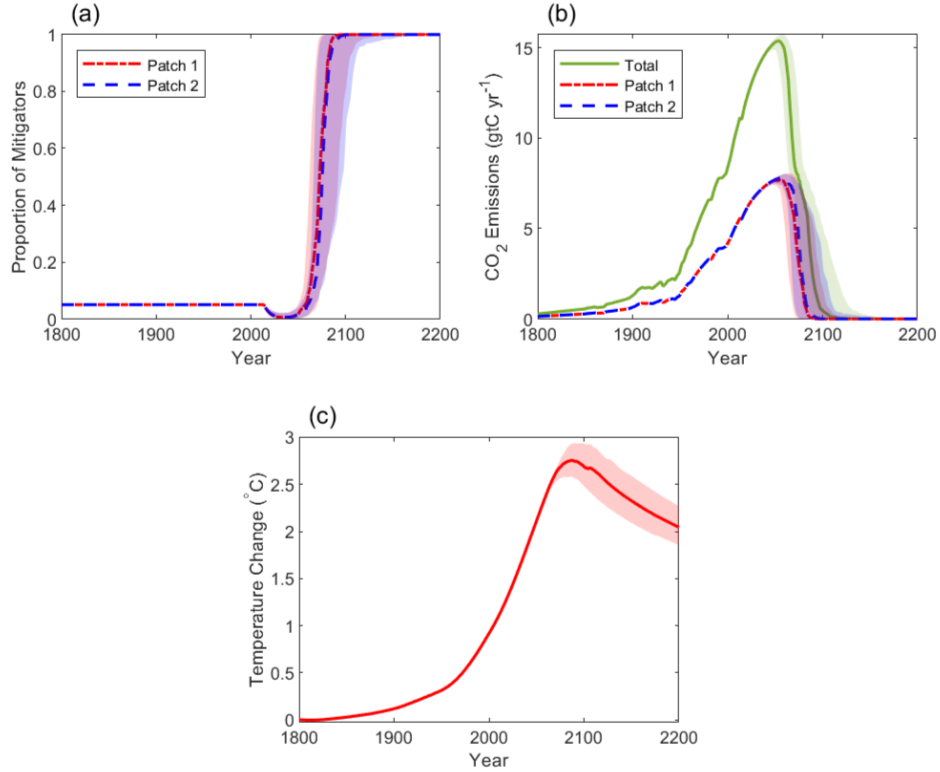 (a)
Proportion of Mitigators
1
0.8
0.6
0.4
0.2
0
Patch 1
Patch 2
1800 1900 2000 2100 2200
Year
(b)
CO2 Emissions (gtC yr-1)
15
10
5
0
Total
Patch 1
Patch 2
1800 1900 2000 2100 2200
Year
(c)
Temperature Change (°C)
3
2.5
2
1.5
1
0.5
0
1800 1900 2000 2100 2200
Year